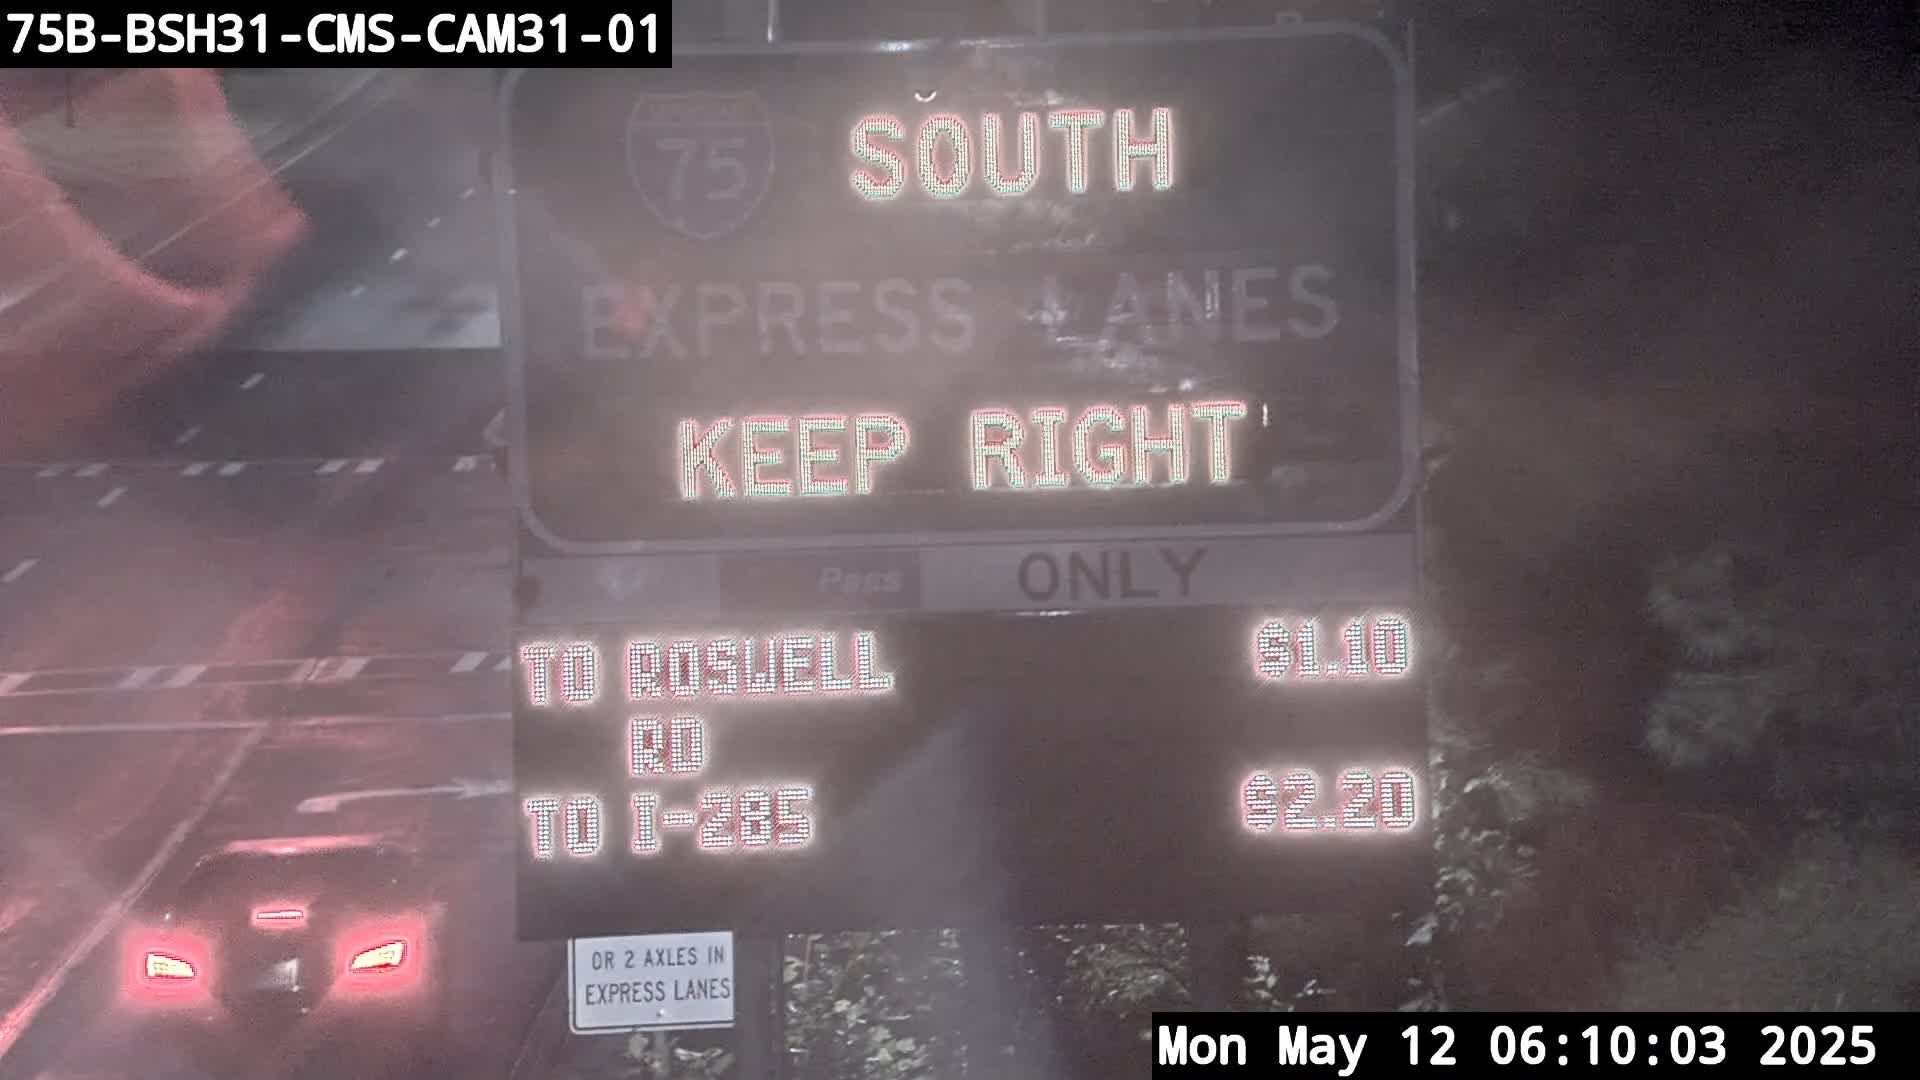 75B-BSH31-CMS-CAM31-01
75 SOUTH
EXPRESS LANES
KEEP RIGHT
Pass ONLY
TO ROSWELL $1.10
RD
TO I-285 $2.20
OR 2 AXLES IN
EXPRESS LANES
Mon May 12 06:10:03 2025